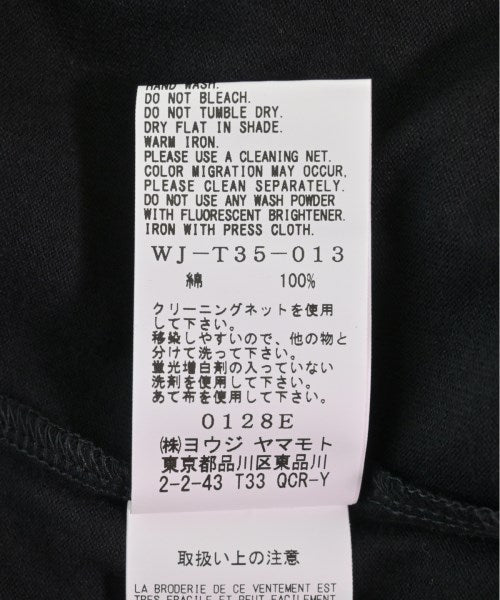 HAND WASH.
DO NOT BLEACH.
DO NOT TUMBLE DRY.
DRY FLAT IN SHADE.
WARM IRON.
PLEASE USE A CLEANING NET.
COLOR MIGRATION MAY OCCUR,
PLEASE CLEAN SEPARATELY.
DO NOT USE ANY WASH POWDER
WITH FLUORESCENT BRIGHTENER.
IRON WITH PRESS CLOTH.
WJ-T35-013
綿 100%
クリーニングネットを使用
して下さい。
移染しやすいので、他の物と
分けて洗って下さい。
蛍光増白剤の入っていない
洗剤を使用して下さい。
あて布を使用して下さい。
0128E
㈱ヨウジ ヤマモト
東京都品川区東品川
2-2-43 T33 QCR-Y
取扱い上の注意
LA BRODERIE DE CE VENTEMENT EST
TRES FRAGILE ET PEUT FACILEMENT